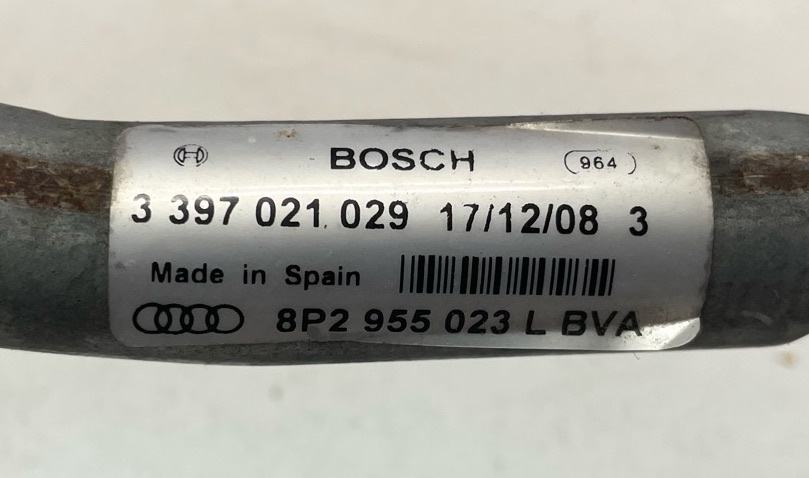 BOSCH (964)
3 397 021 029 17/12/08 3
Made in Spain
8P2 955 023 L BVA